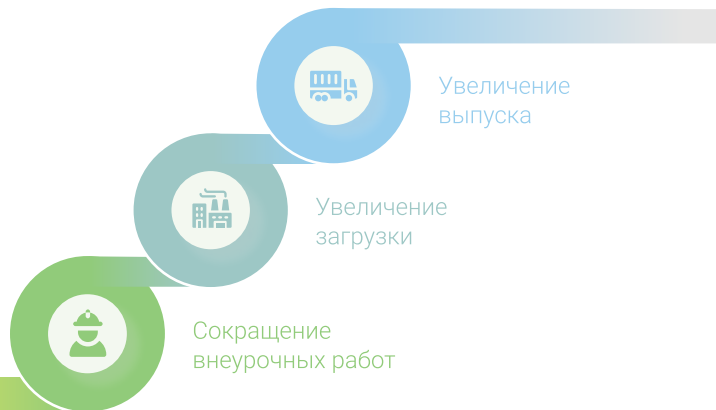 Увеличение
выпуска
Увеличение
загрузки
Сокращение
внеурочных работ